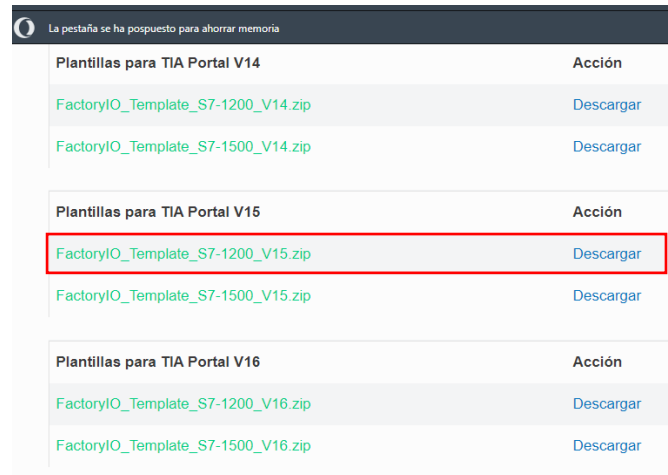 La pestaña se ha pospuesto para ahorrar memoria
Plantillas para TIA Portal V14 Acción
FactoryIO_Template_S7-1200_V14.zip Descargar
FactoryIO_Template_S7-1500_V14.zip Descargar
Plantillas para TIA Portal V15 Acción
FactoryIO_Template_S7-1200_V15.zip Descargar
FactoryIO_Template_S7-1500_V15.zip Descargar
Plantillas para TIA Portal V16 Acción
FactoryIO_Template_S7-1200_V16.zip Descargar
FactoryIO_Template_S7-1500_V16.zip Descargar